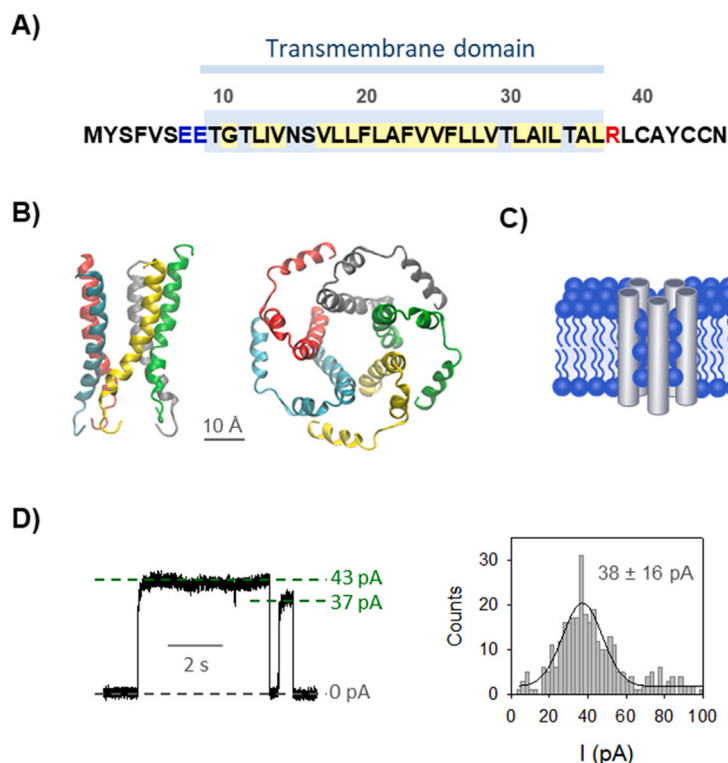 A)
Transmembrane domain
10 20 30 40
MYSFVSEETGTLIVNSVLLFLAFVVFLLVTLAILTALRLCAYCCN
B)
C)
10 Å
D)
43 pA
37 pA
2 s
0 pA
38 ± 16 pA
Counts
30
20
10
0
0 20 40 60 80 100
I (pA)